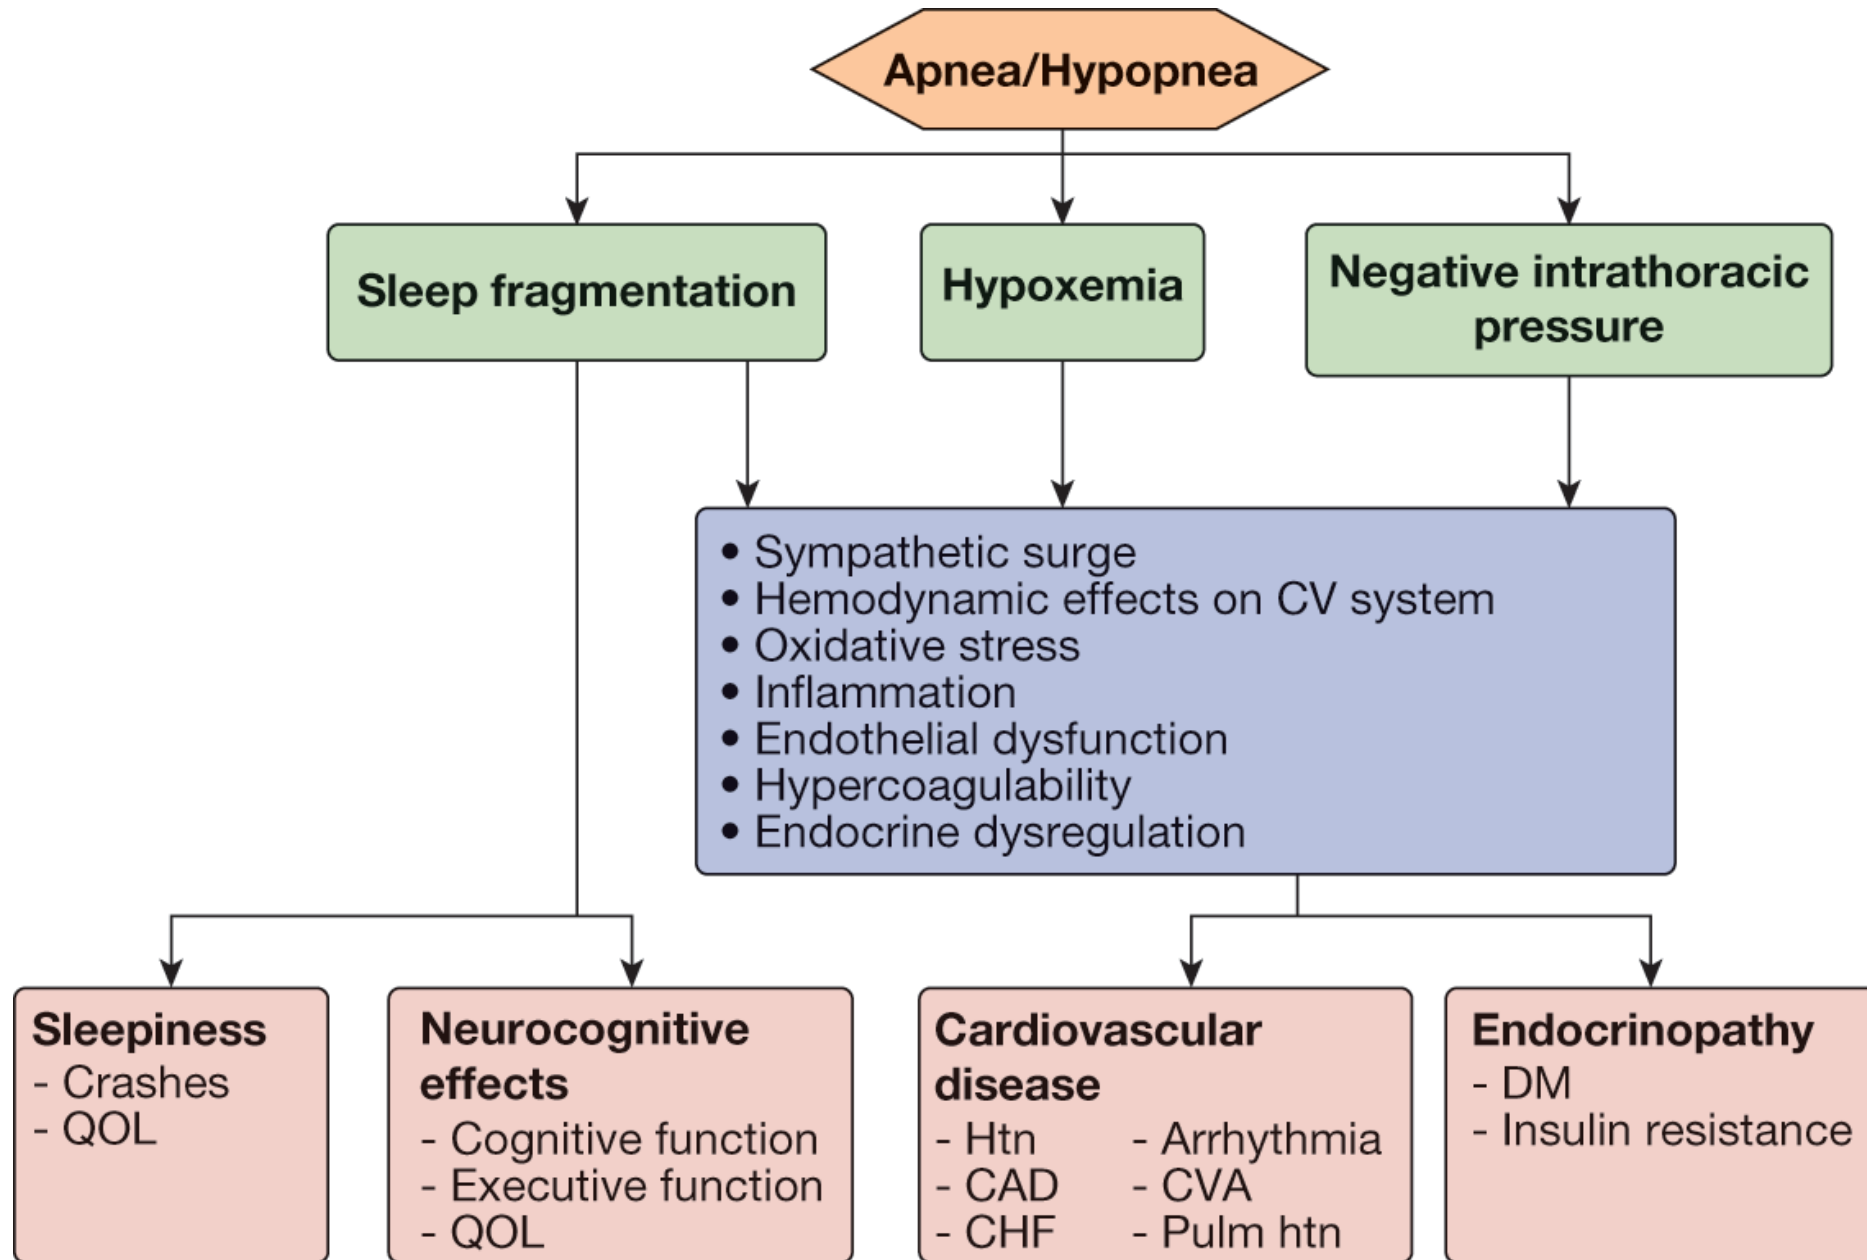 Apnea/Hypopnea
Sleep fragmentation
Hypoxemia
Negative intrathoracic
pressure
• Sympathetic surge
• Hemodynamic effects on CV system
• Oxidative stress
• Inflammation
• Endothelial dysfunction
• Hypercoagulability
• Endocrine dysregulation
Sleepiness
- Crashes
- QOL
Neurocognitive
effects
- Cognitive function
- Executive function
- QOL
Cardiovascular
disease
- Htn - Arrhythmia
- CAD - CVA
- CHF - Pulm htn
Endocrinopathy
- DM
- Insulin resistance